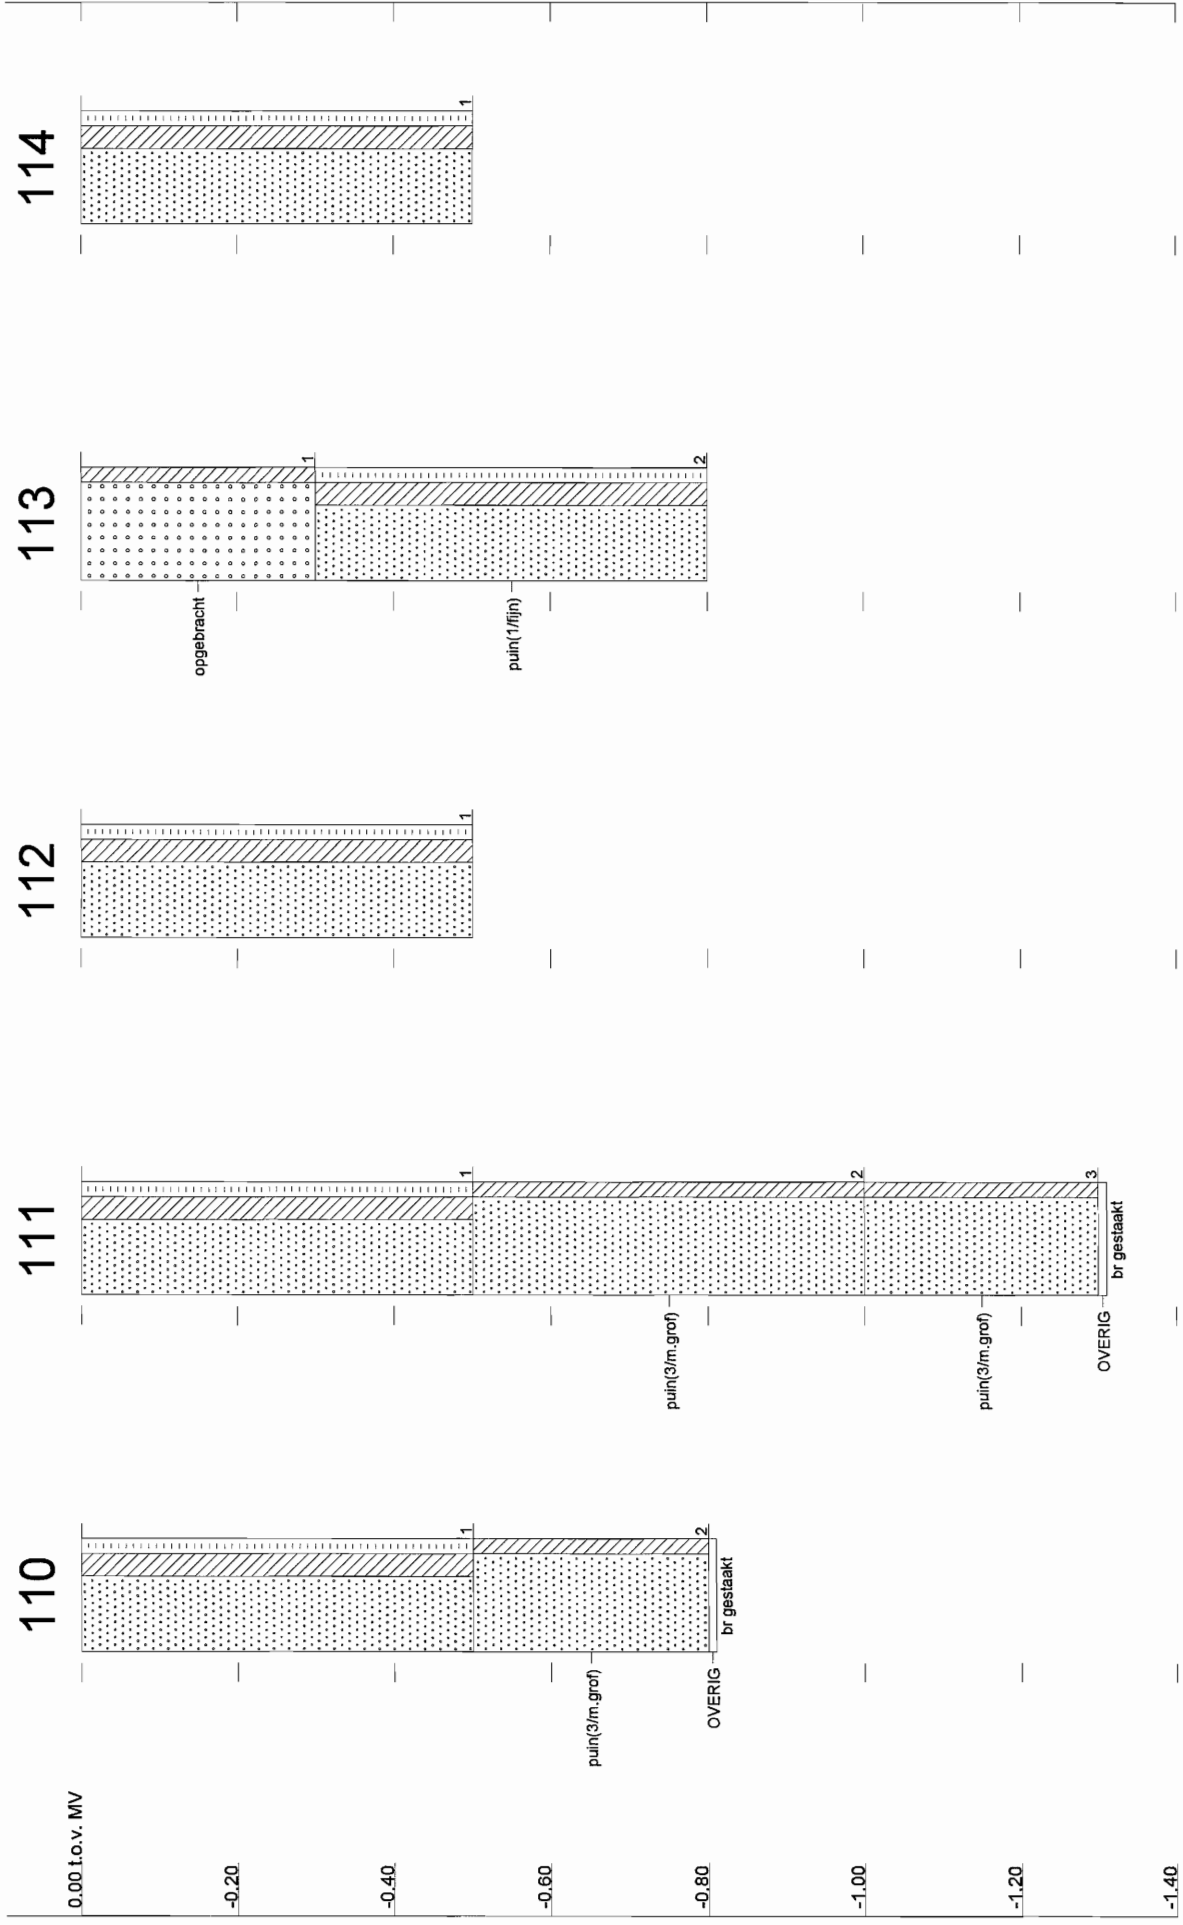 110
111
112
113
114
0.00 t.o.v. MV
-0.20
-0.40
-0.60
-0.80
-1.00
-1.20
-1.40
1
puin(3/m.grof)
2
OVERIG
br gestaakt
1
puin(3/m.grof)
2
puin(3/m.grof)
3
OVERIG
br gestaakt
1
opgebracht
1
puin(1/fijn)
2
1